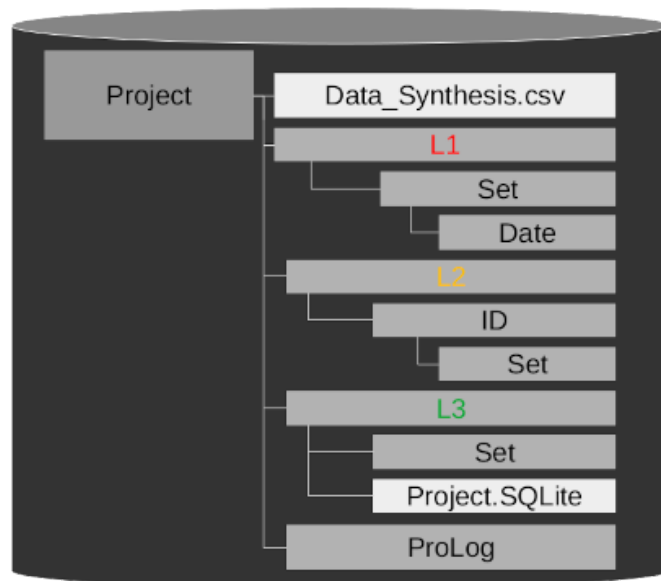 Project
Data_Synthesis.csv
L1
Set
Date
L2
ID
Set
L3
Set
Project.SQLite
ProLog